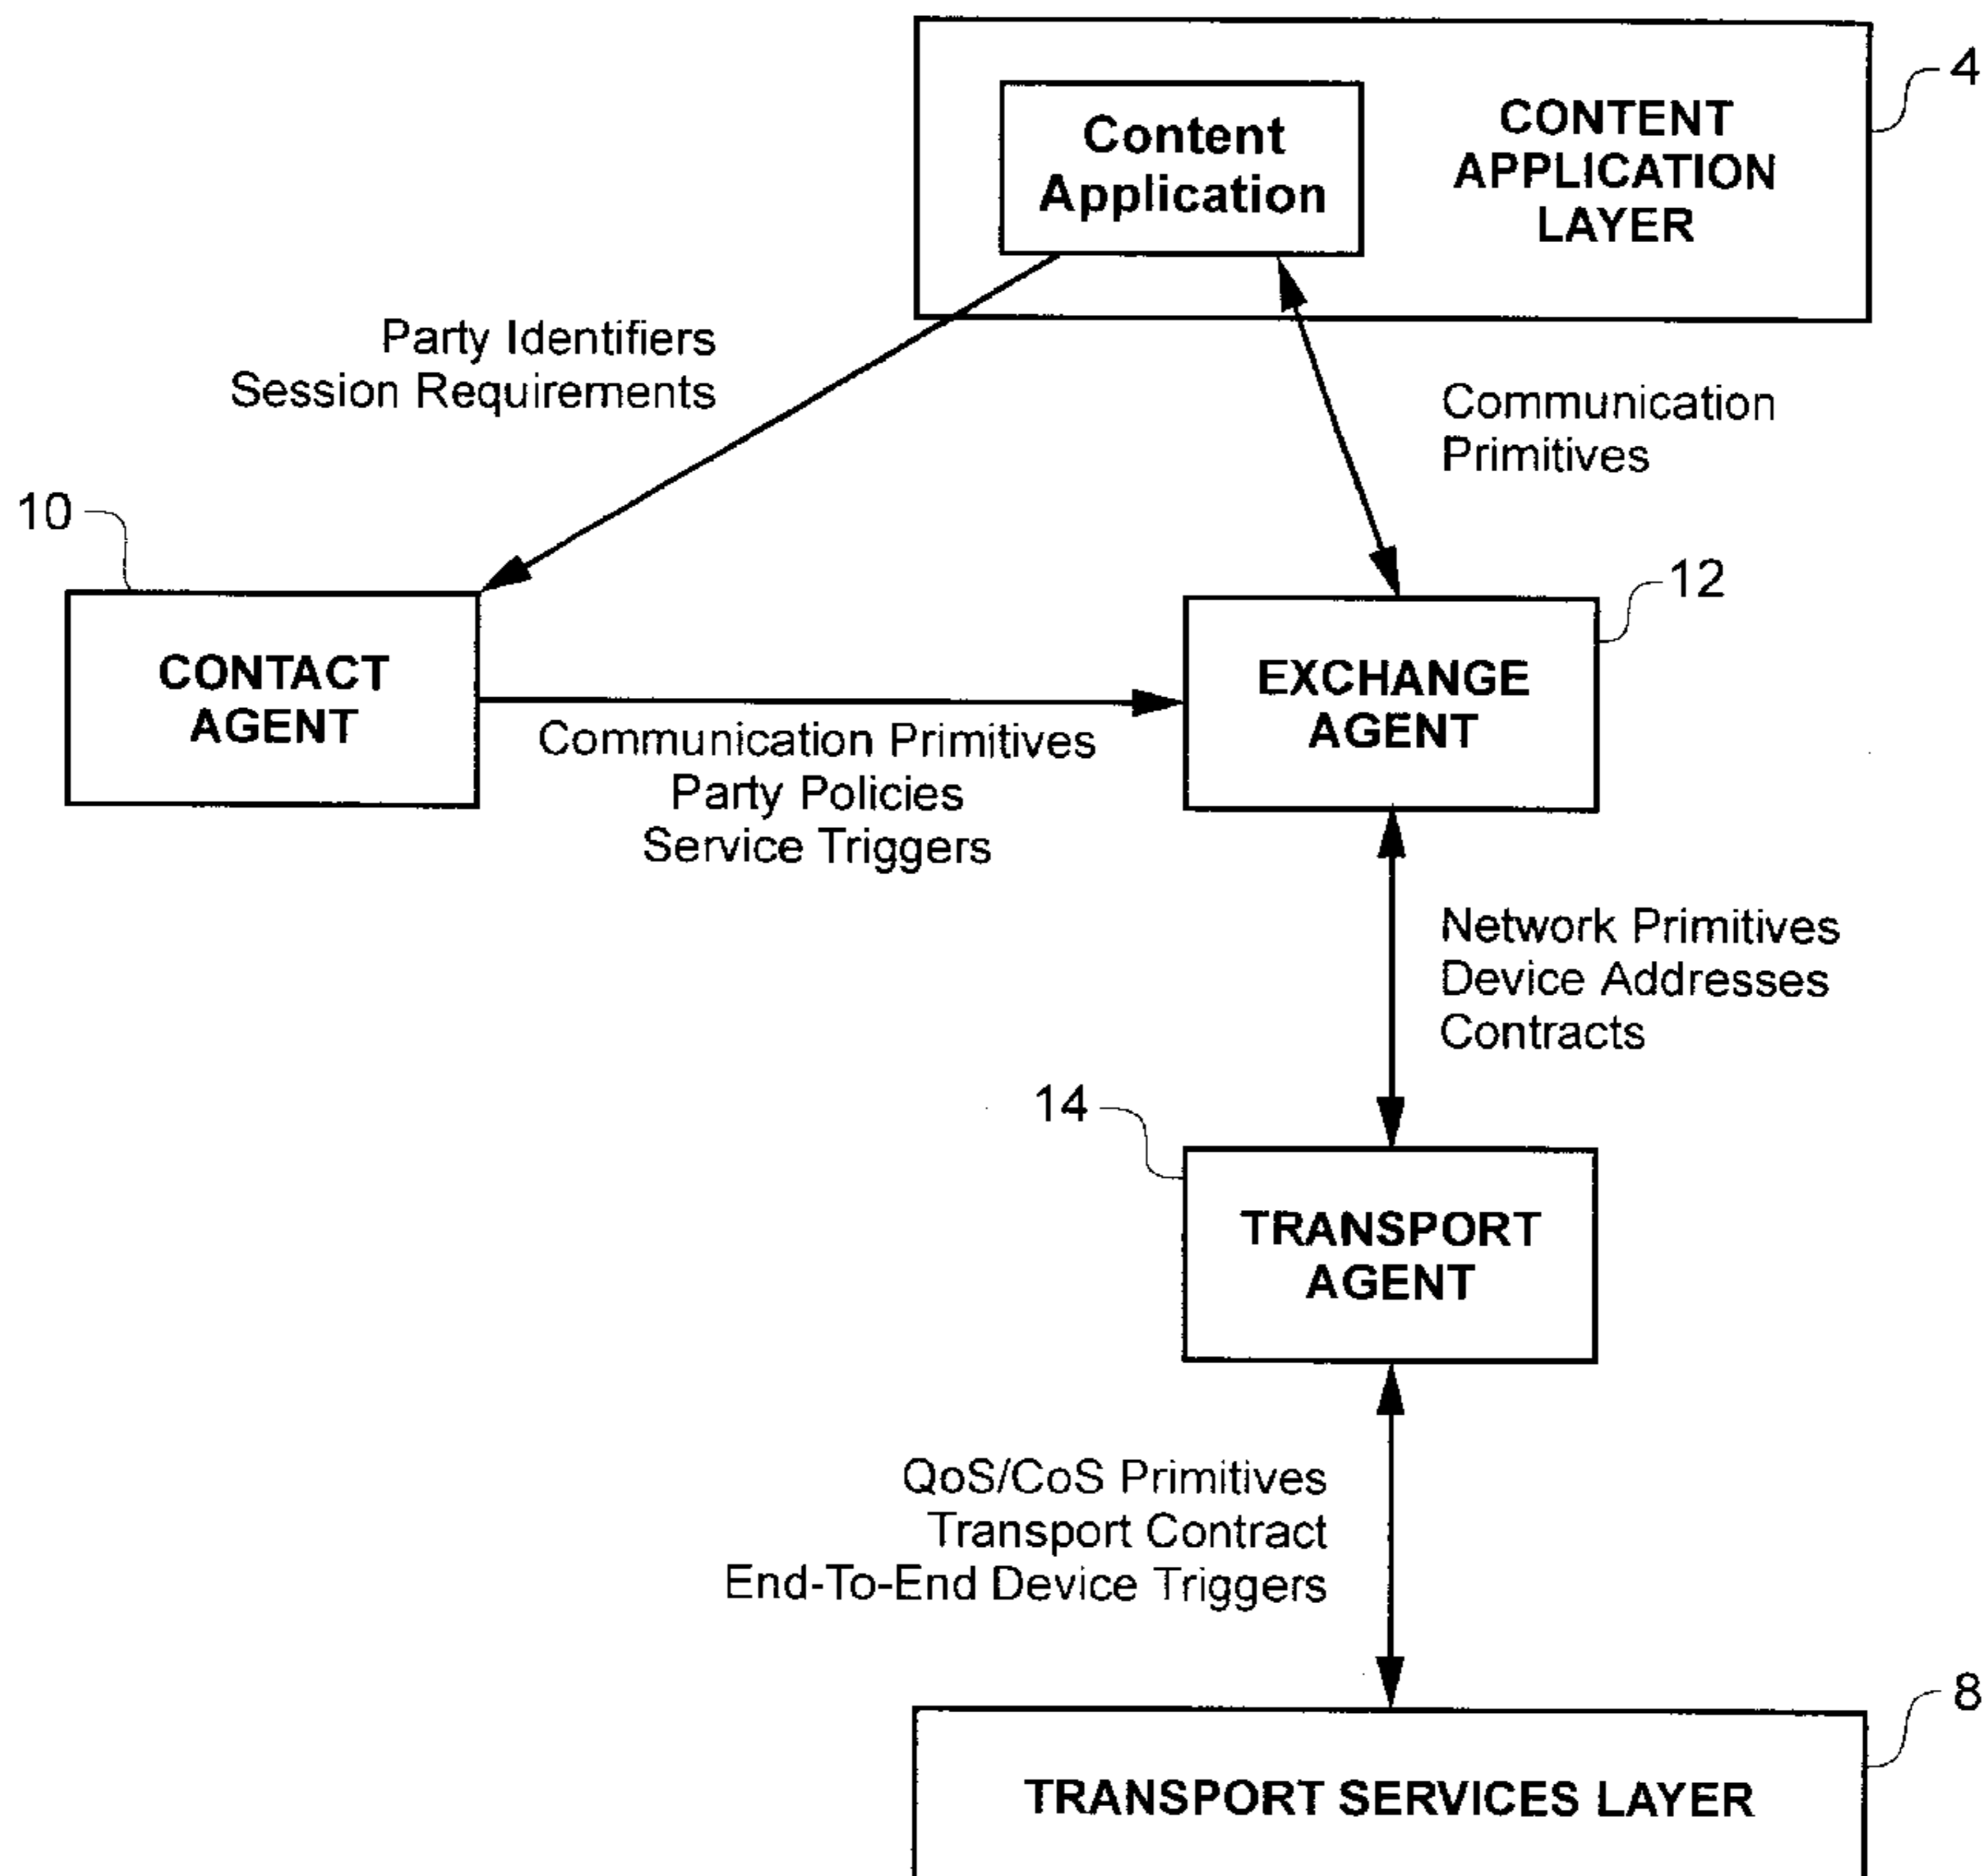 4
Content
Application
CONTENT
APPLICATION
LAYER
Party Identifiers
Session Requirements
Communication
Primitives
10
12
CONTACT
AGENT
EXCHANGE
AGENT
Communication Primitives
Party Policies
Service Triggers
Network Primitives
Device Addresses
Contracts
14
TRANSPORT
AGENT
QoS/CoS Primitives
Transport Contract
End-To-End Device Triggers
8
TRANSPORT SERVICES LAYER